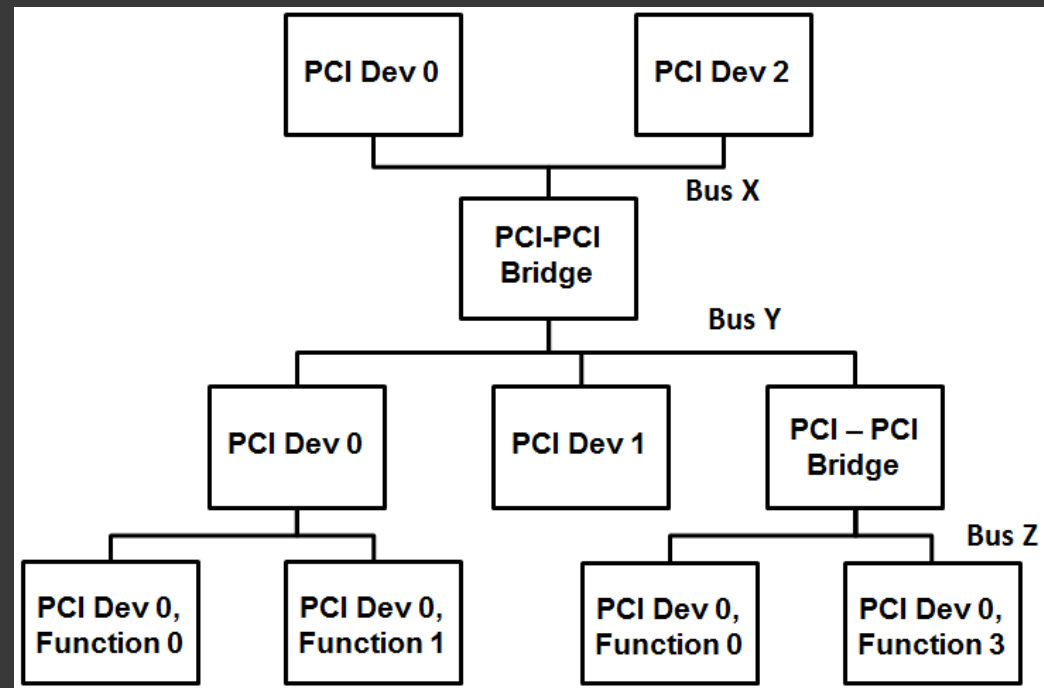 PCI Dev 0
PCI Dev 2
Bus X
PCI-PCI
Bridge
Bus Y
PCI Dev 0
PCI Dev 1
PCI – PCI
Bridge
Bus Z
PCI Dev 0,
Function 0
PCI Dev 0,
Function 1
PCI Dev 0,
Function 0
PCI Dev 0,
Function 3